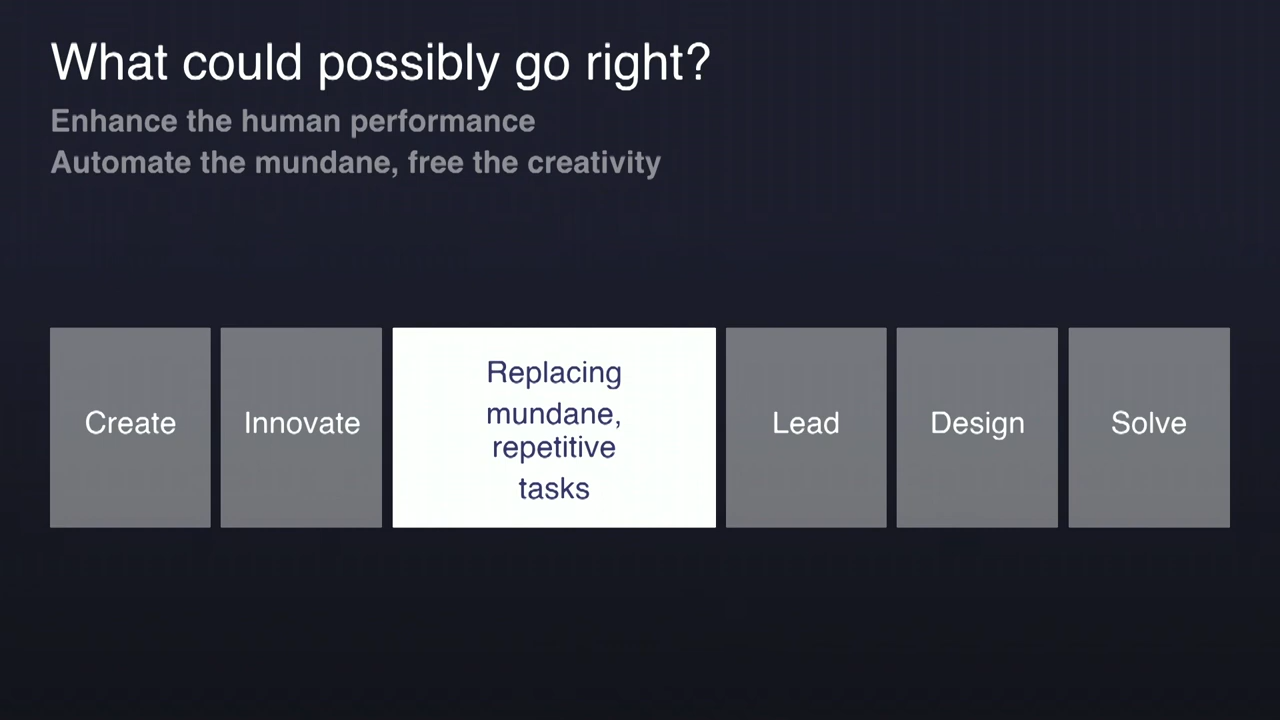 What could possibly go right?
Enhance the human performance
Automate the mundane, free the creativity
Create
Innovate
Replacing
mundane,
repetitive
tasks
Lead
Design
Solve